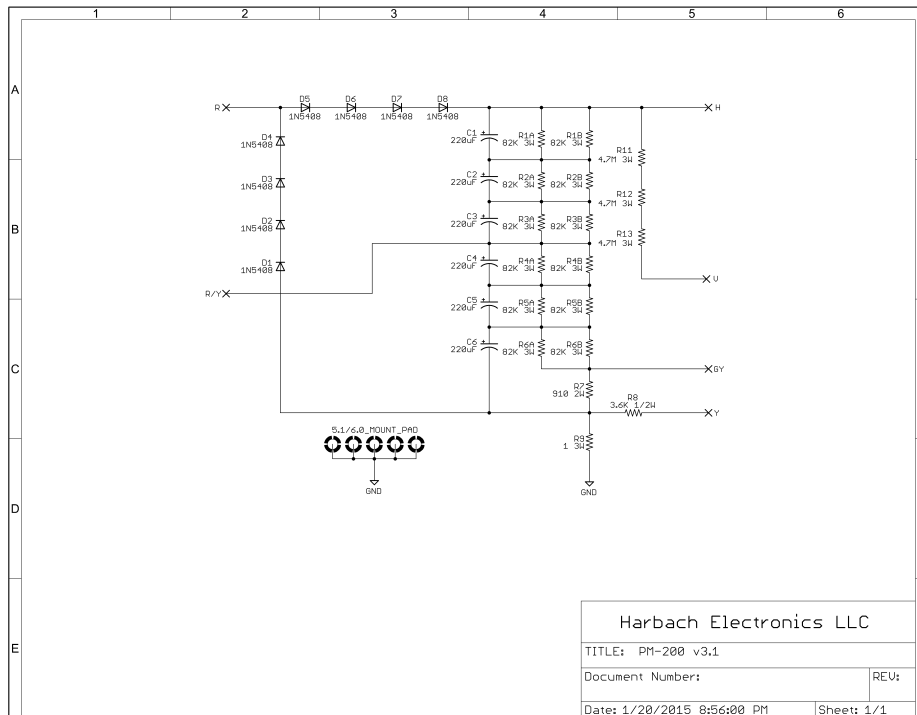 1 2 3 4 5 6
A
B
C
D
E
R
D5
1N5408
D6
1N5408
D7
1N5408
D8
1N5408
H
D4
1N5408
D3
1N5408
D2
1N5408
D1
1N5408
R/Y
C1
+
220uF
R1A
82K 3W
R1B
82K 3W
C2
+
220uF
R2A
82K 3W
R2B
82K 3W
C3
+
220uF
R3A
82K 3W
R3B
82K 3W
C4
+
220uF
R4A
82K 3W
R4B
82K 3W
C5
+
220uF
R5A
82K 3W
R5B
82K 3W
C6
+
220uF
R6A
82K 3W
R6B
82K 3W
R11
4.7M 3W
R12
4.7M 3W
R13
4.7M 3W
V
GY
R7
910 2W
R8
3.6K 1/2W
Y
R9
1 3W
GND
5.1/6.0_MOUNT_PAD
GND
Harbach Electronics LLC
TITLE: PM-200 v3.1
Document Number:
REV:
Date: 1/20/2015 8:56:00 PM
Sheet: 1/1